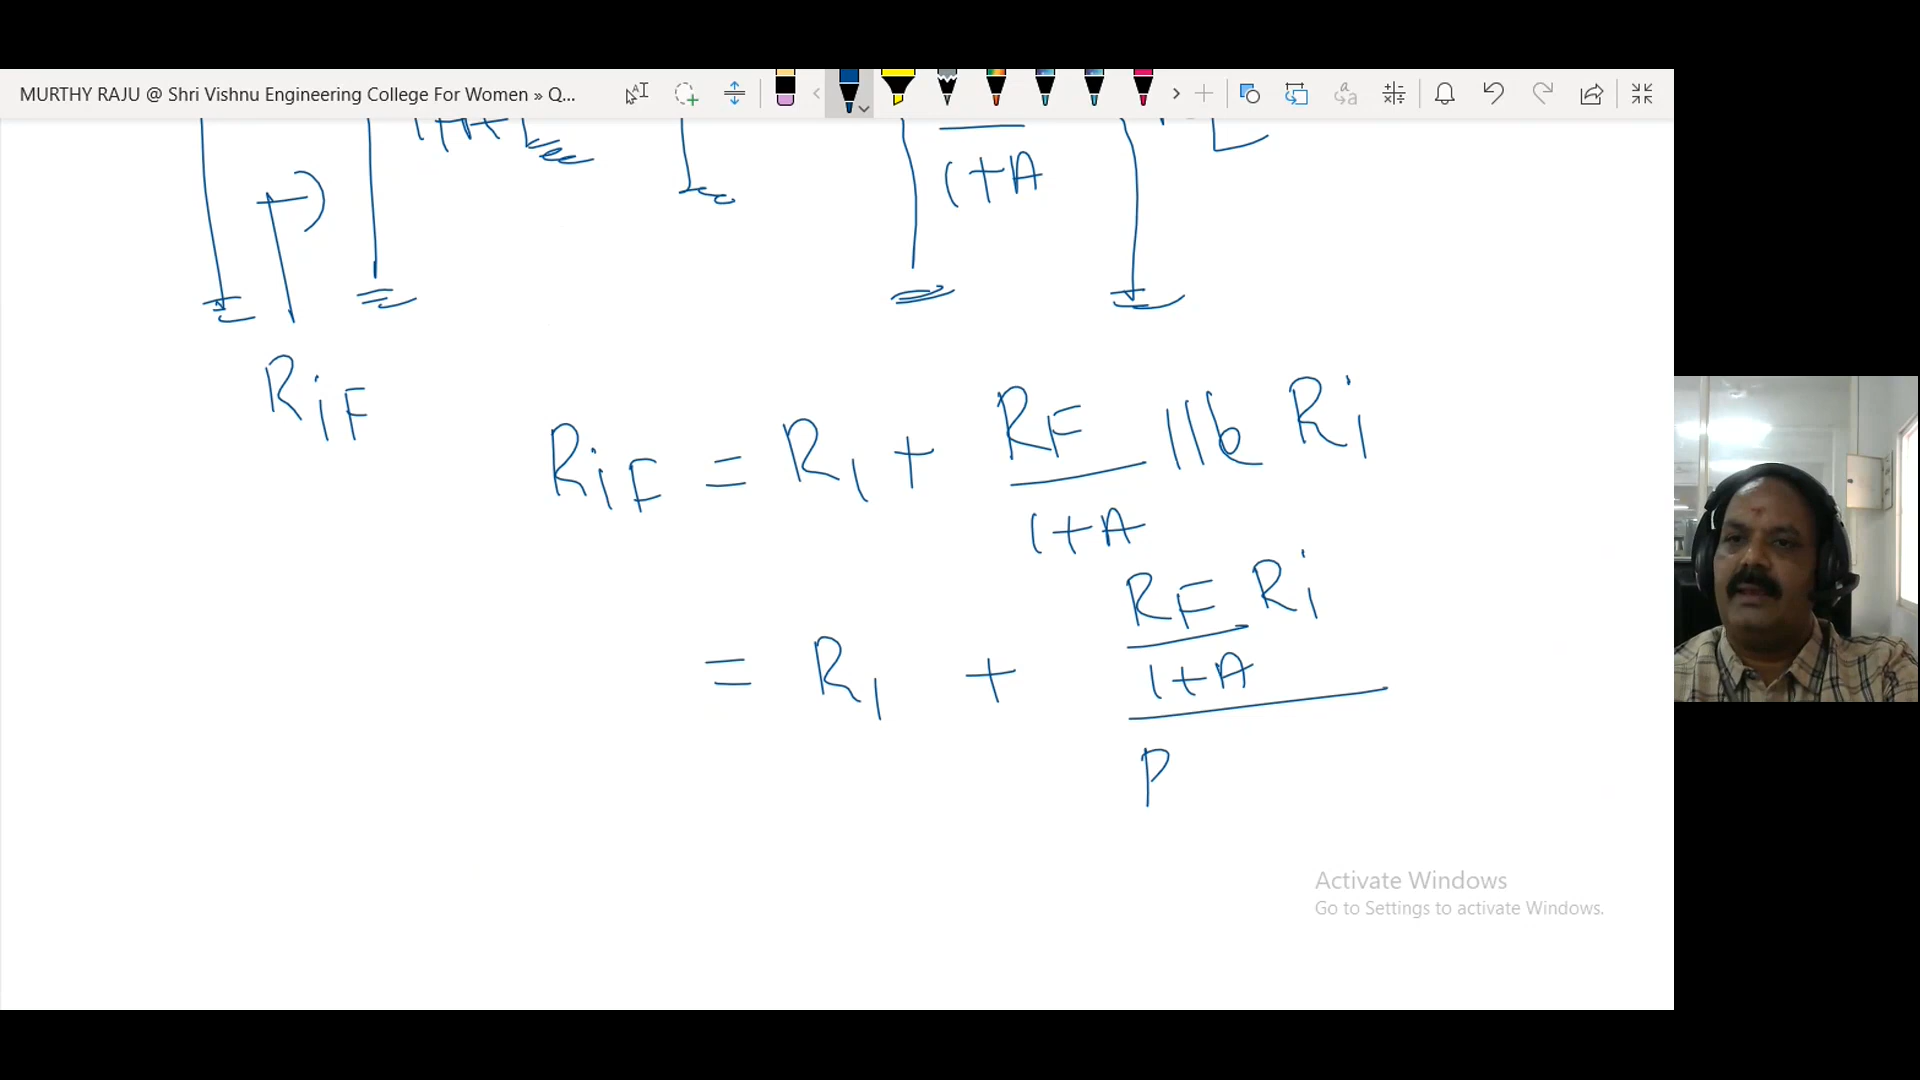 MURTHY RAJU @ Shri Vishnu Engineering College For Women » Q...
1+A
RiF
RiF = R1 + RF/(1+A) ||le Ri
= R1 + (RF/(1+A)) Ri
R
Activate Windows
Go to Settings to activate Windows.